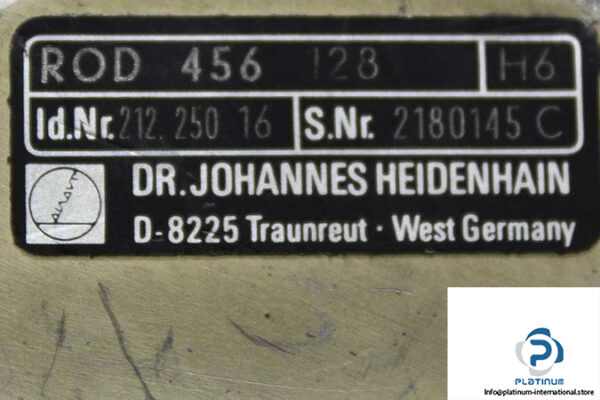 ROD 456 128 H6
Id.Nr. 212.250 16 S.Nr. 2180145 C
DR. JOHANNES HEIDENHAIN
D-8225 Traunreut · West Germany
PLATINUM
Info@platinum-international.store